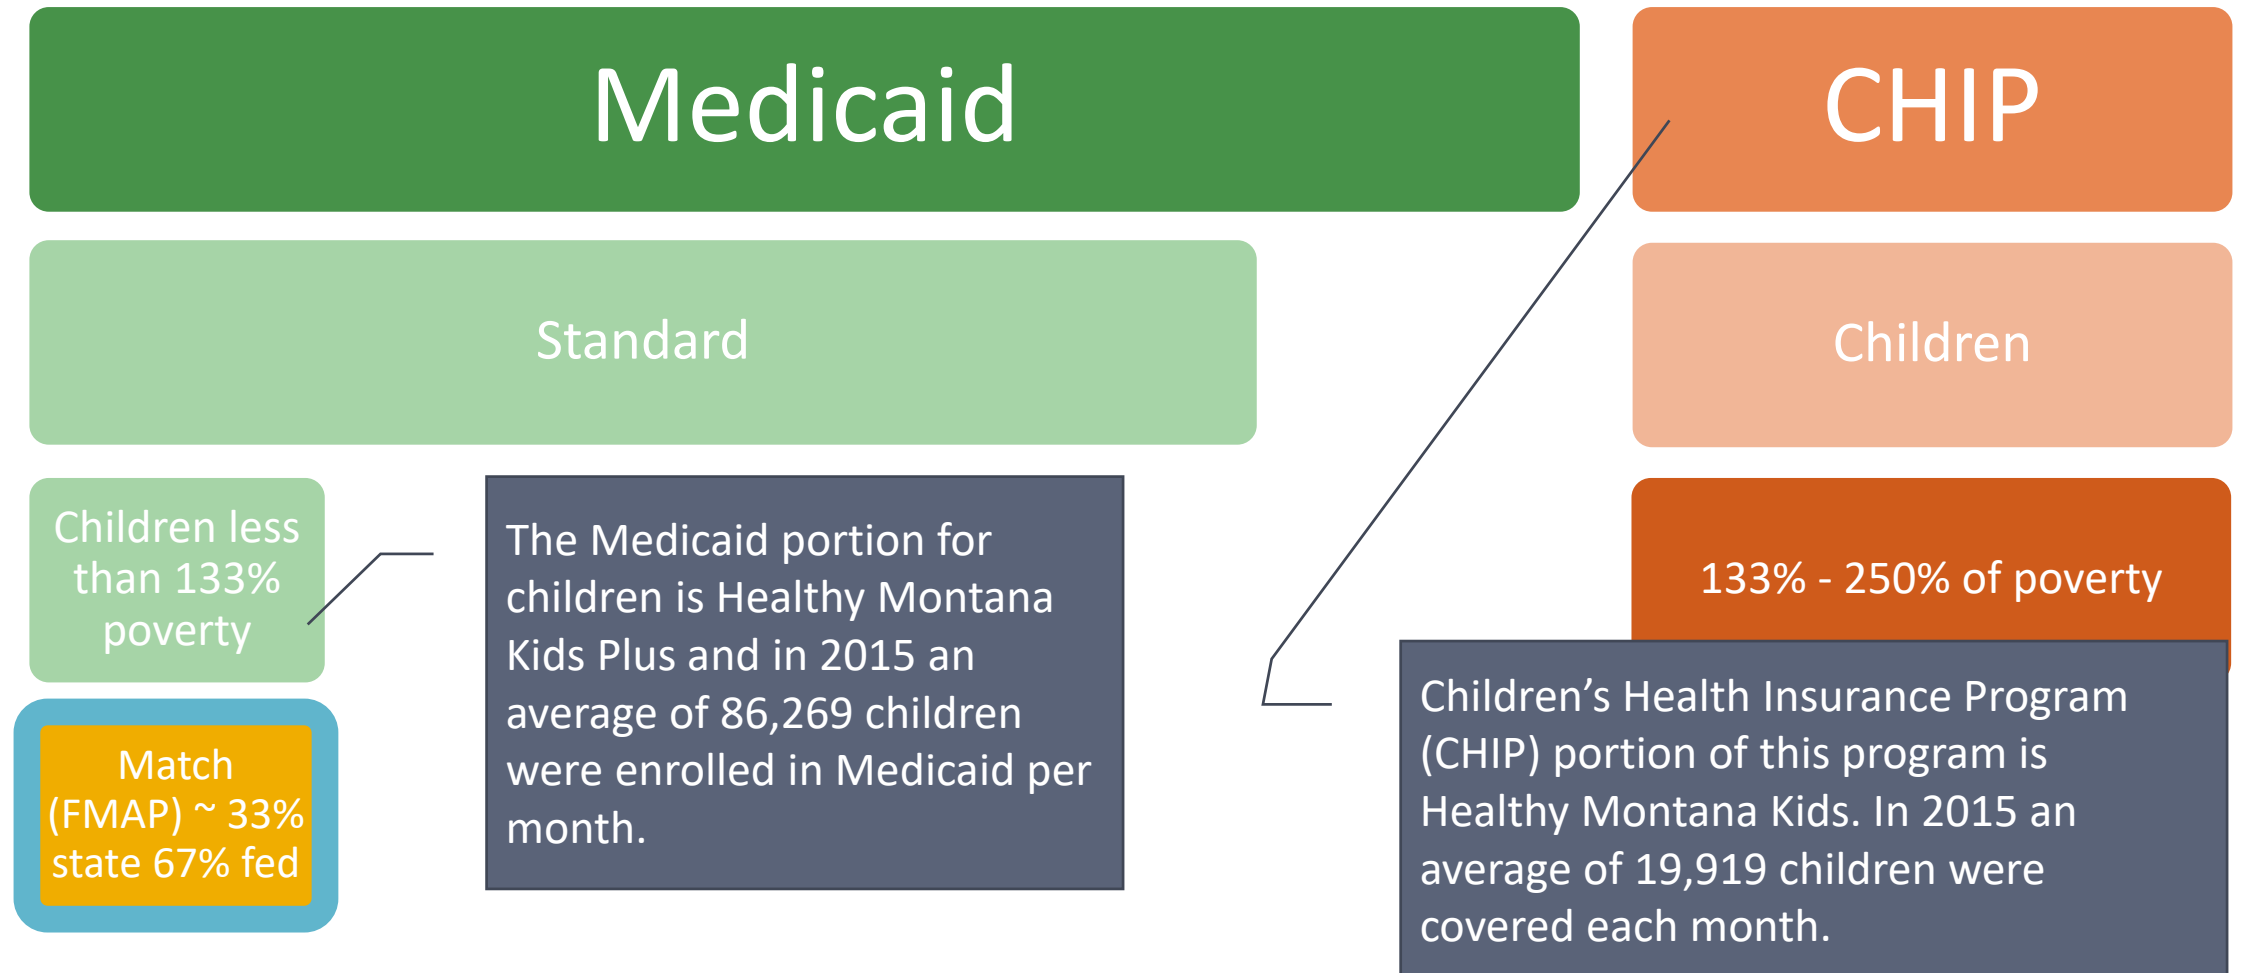 Medicaid
CHIP
Standard
Children
Children less
than 133%
poverty
The Medicaid portion for
children is Healthy Montana
Kids Plus and in 2015 an
average of 86,269 children
were enrolled in Medicaid per
month.
133% - 250% of poverty
Match
(FMAP) ~ 33%
state 67% fed
Children’s Health Insurance Program
(CHIP) portion of this program is
Healthy Montana Kids. In 2015 an
average of 19,919 children were
covered each month.